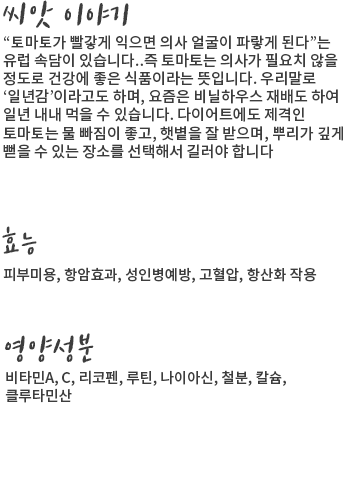 씨앗 이야기
“토마토가 빨갛게 익으면 의사 얼굴이 파랗게 된다”는
유럽 속담이 있습니다..즉 토마토는 의사가 필요치 않을
정도로 건강에 좋은 식품이라는 뜻입니다. 우리말로
‘일년감’이라고도 하며, 요즘은 비닐하우스 재배도 하여
일년 내내 먹을 수 있습니다. 다이어트에도 제격인
토마토는 물 빠짐이 좋고, 햇볕을 잘 받으며, 뿌리가 깊게
뻗을 수 있는 장소를 선택해서 길러야 합니다
효능
피부미용, 항암효과, 성인병예방, 고혈압, 항산화 작용
영양성분
비타민A, C, 리코펜, 루틴, 나이아신, 철분, 칼슘,
클루타민산